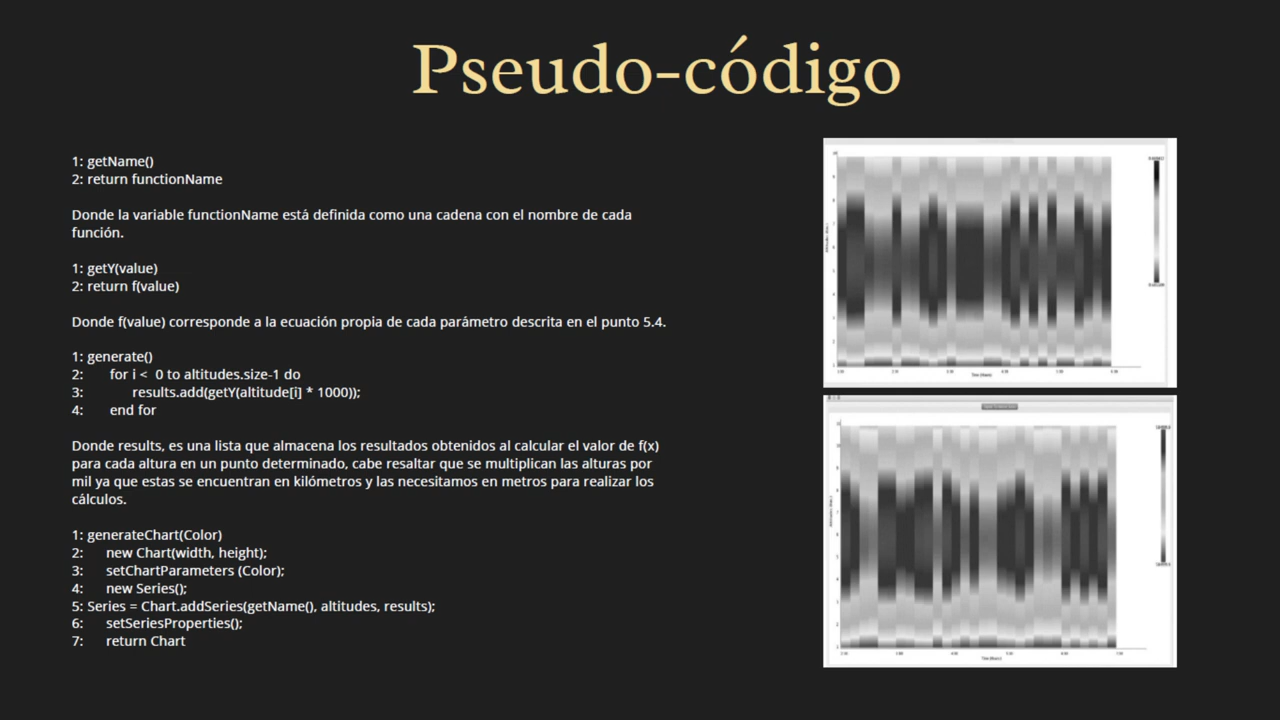 Pseudo-código
1: getName()
2: return functionName
Donde la variable functionName está definida como una cadena con el nombre de cada
función.
1: getY(value)
2: return f(value)
Donde f(value) corresponde a la ecuación propia de cada parámetro descrita en el punto 5.4.
1: generate()
2: for i < 0 to altitudes.size-1 do
3: results.add(getY(altitude[i] * 1000));
4: end for
Donde results, es una lista que almacena los resultados obtenidos al calcular el valor de f(x)
para cada altura en un punto determinado, cabe resaltar que se multiplican las alturas por
mil ya que estas se encuentran en kilómetros y las necesitamos en metros para realizar los
cálculos.
1: generateChart(Color)
2: new Chart(width, height);
3: setChartParameters (Color);
4: new Series();
5: Series = Chart.addSeries(getName(), altitudes, results);
6: setSeriesProperties();
7: return Chart